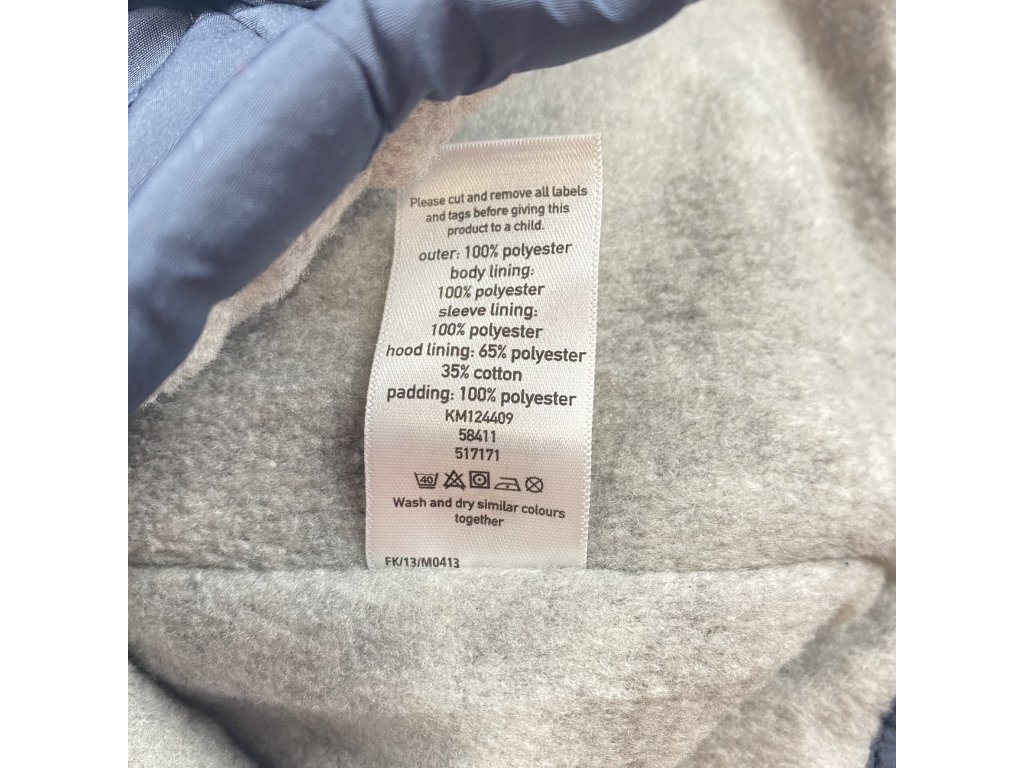 Please cut and remove all labels
and tags before giving this
product to a child.
outer: 100% polyester
body lining:
100% polyester
sleeve lining:
100% polyester
hood lining: 65% polyester
35% cotton
padding: 100% polyester
KM124409
58411
517171
40
Wash and dry similar colours
together
FK/13/M0413